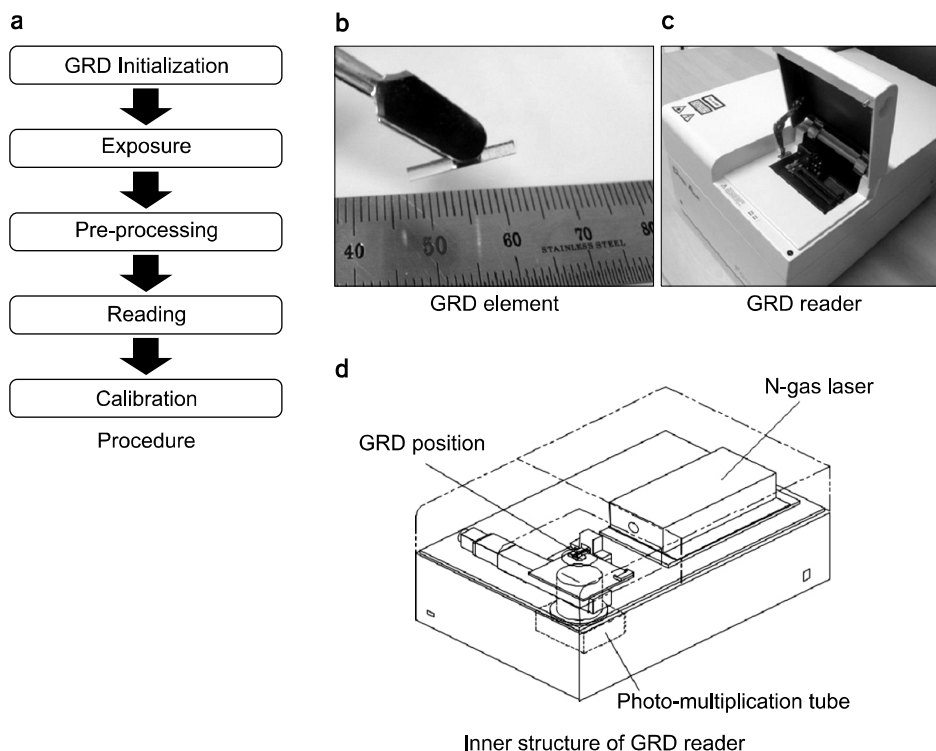 a
GRD Initialization
Exposure
Pre-processing
Reading
Calibration
Procedure
b
40 50 60 70 80
STAINLESS STEEL
GRD element
c
GRD reader
d
N-gas laser
GRD position
Photo-multiplication tube
Inner structure of GRD reader